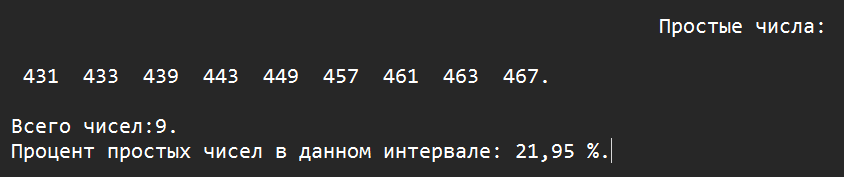 Простые числа:
431 433 439 443 449 457 461 463 467.
Всего чисел:9.
Процент простых чисел в данном интервале: 21,95 %.